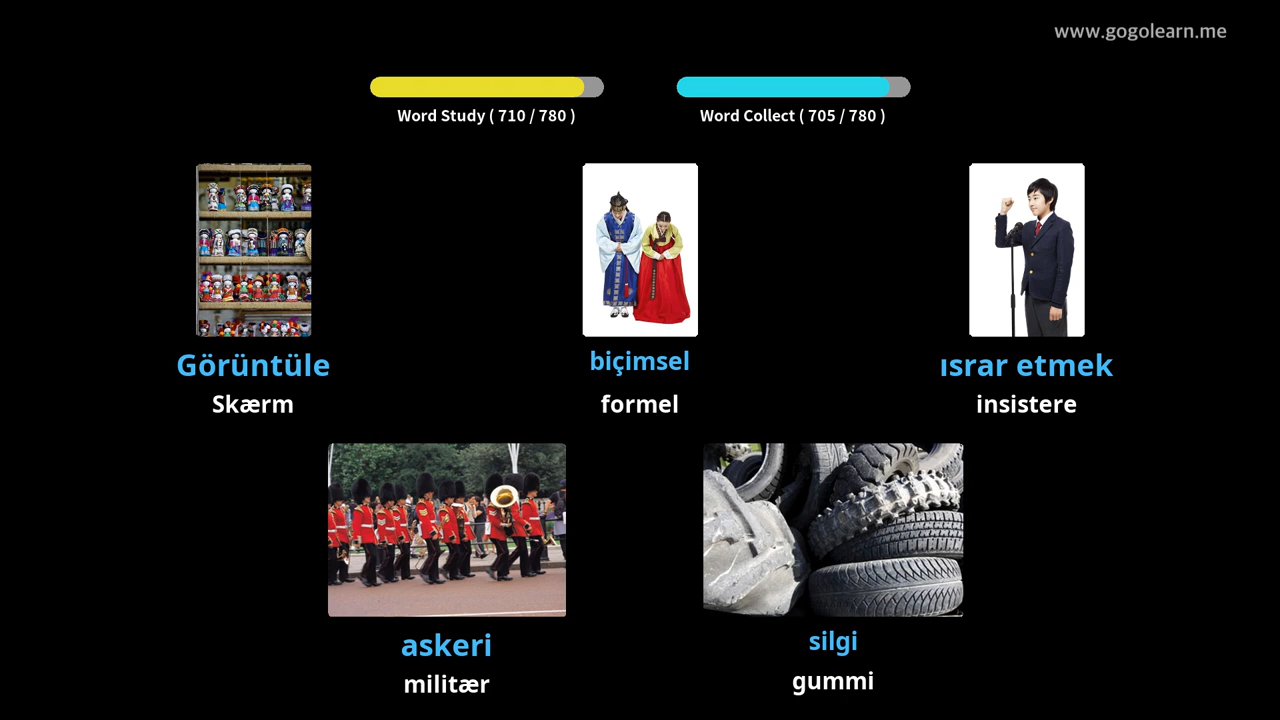 www.gogolearn.me
Word Study ( 710 / 780 )
Word Collect ( 705 / 780 )
Görüntüle
Skærm
biçimsel
formel
ısrar etmek
insistere
askeri
militær
silgi
gummi